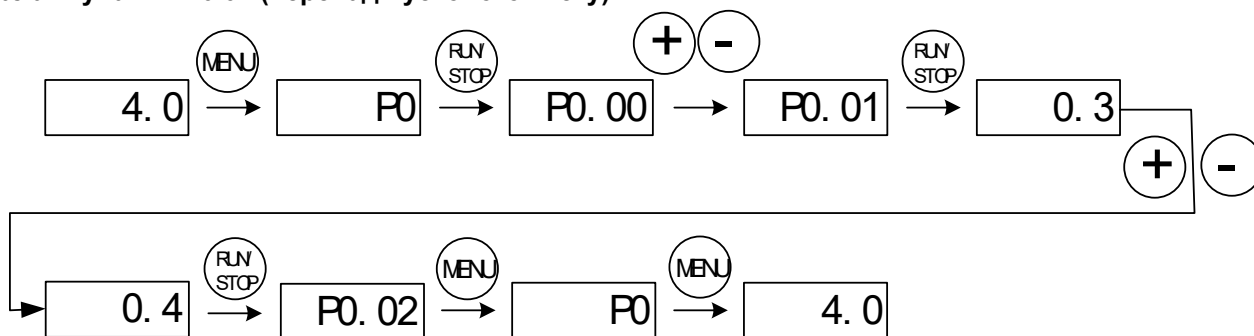 + -
MENU RUN/ STOP RUN/ STOP
4.0 P0 P0.00 P0.01 0.3
+ -
RUN/ STOP MENU MENU
0.4 P0.02 P0 4.0